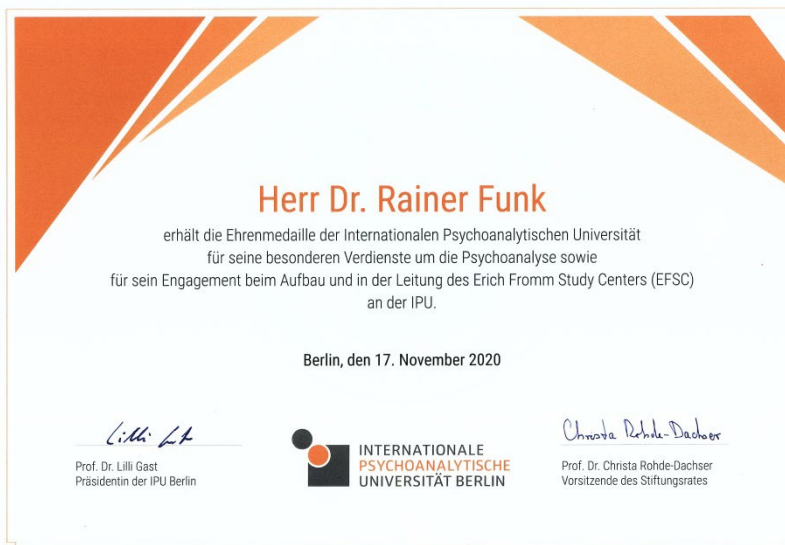 Herr Dr. Rainer Funk
erhält die Ehrenmedaille der Internationalen Psychoanalytischen Universität
für seine besonderen Verdienste um die Psychoanalyse sowie
für sein Engagement beim Aufbau und in der Leitung des Erich Fromm Study Centers (EFSC)
an der IPU.
Berlin, den 17. November 2020
Lilli Gast
Prof. Dr. Lilli Gast
Präsidentin der IPU Berlin
INTERNATIONALE
PSYCHOANALYTISCHE
UNIVERSITÄT BERLIN
Christa Rohde-Dachser
Prof. Dr. Christa Rohde-Dachser
Vorsitzende des Stiftungsrates